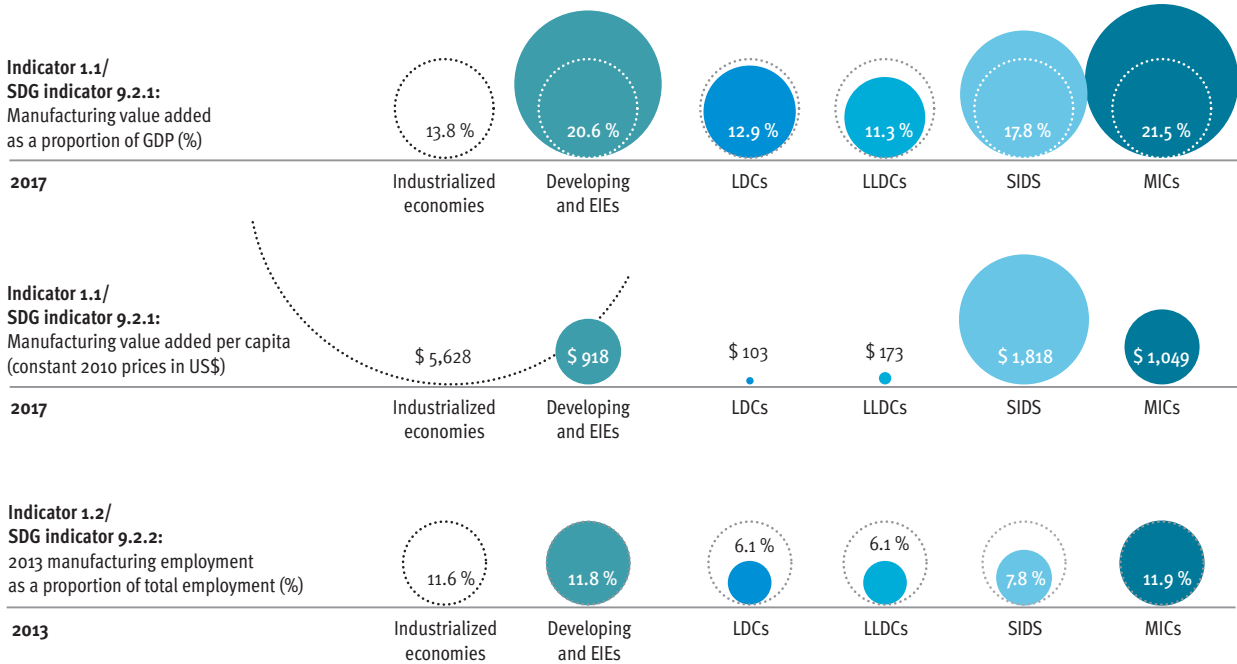 Indicator 1.1/
SDG indicator 9.2.1:
Manufacturing value added
as a proportion of GDP (%)
13.8 %
20.6 %
12.9 %
11.3 %
17.8 %
21.5 %
2017
Industrialized
economies
Developing
and EIEs
LDCs
LLDCs
SIDS
MICs
Indicator 1.1/
SDG indicator 9.2.1:
Manufacturing value added per capita
(constant 2010 prices in US$)
$ 5,628
$ 918
$ 103
$ 173
$ 1,818
$ 1,049
2017
Industrialized
economies
Developing
and EIEs
LDCs
LLDCs
SIDS
MICs
Indicator 1.2/
SDG indicator 9.2.2:
2013 manufacturing employment
as a proportion of total employment (%)
11.6 %
11.8 %
6.1 %
6.1 %
7.8 %
11.9 %
2013
Industrialized
economies
Developing
and EIEs
LDCs
LLDCs
SIDS
MICs